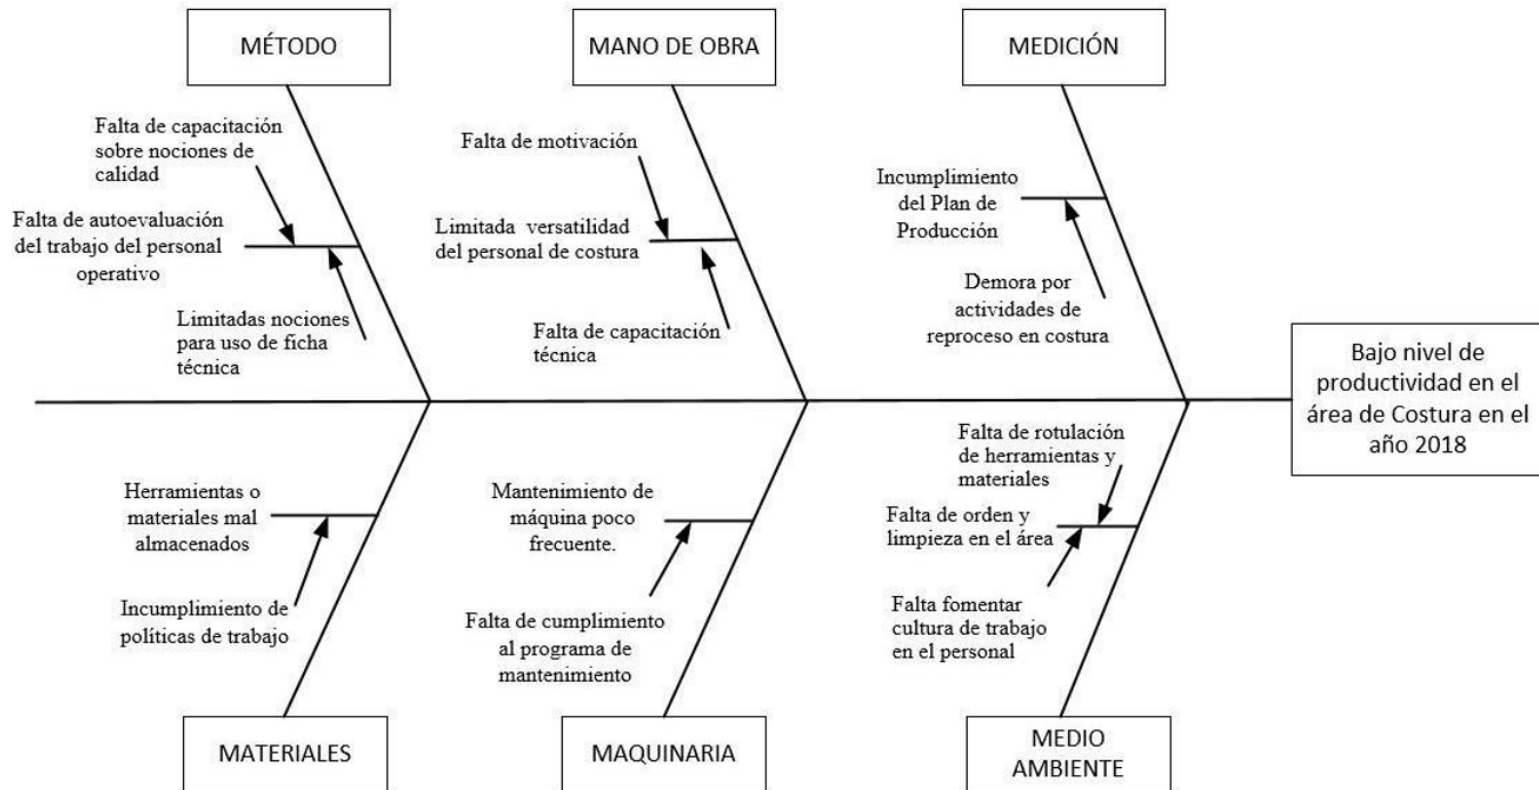 MÉTODO
MANO DE OBRA
MEDICIÓN
Falta de capacitación
sobre nociones de
calidad
Falta de autoevaluación
del trabajo del personal
operativo
Limitadas nociones
para uso de ficha
técnica
Falta de motivación
Limitada versatilidad
del personal de costura
Falta de capacitación
técnica
Incumplimiento
del Plan de
Producción
Demora por
actividades de
reproceso en costura
Bajo nivel de
productividad en el
área de Costura en el
año 2018
Herramientas o
materiales mal
almacenados
Incumplimiento de
políticas de trabajo
Mantenimiento de
máquina poco
frecuente.
Falta de cumplimiento
al programa de
mantenimiento
Falta de rotulación
de herramientas y
materiales
Falta de orden y
limpieza en el área
Falta fomentar
cultura de trabajo
en el personal
MATERIALES
MAQUINARIA
MEDIO
AMBIENTE